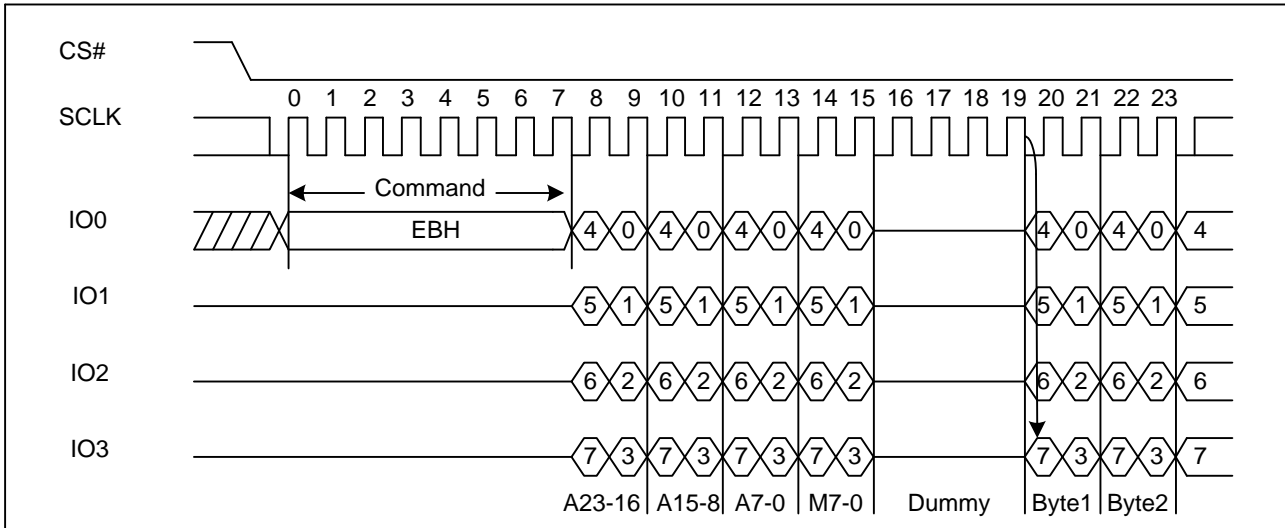 CS#
0 1 2 3 4 5 6 7 8 9 10 11 12 13 14 15 16 17 18 19 20 21 22 23
SCLK
Command
IO0 EBH 4 0 4 0 4 0 4 0 4 0 4 0 4
IO1 5 1 5 1 5 1 5 1 5 1 5 1 5
IO2 6 2 6 2 6 2 6 2 6 2 6 2 6
IO3 7 3 7 3 7 3 7 3 7 3 7 3 7
A23-16 A15-8 A7-0 M7-0 Dummy Byte1 Byte2